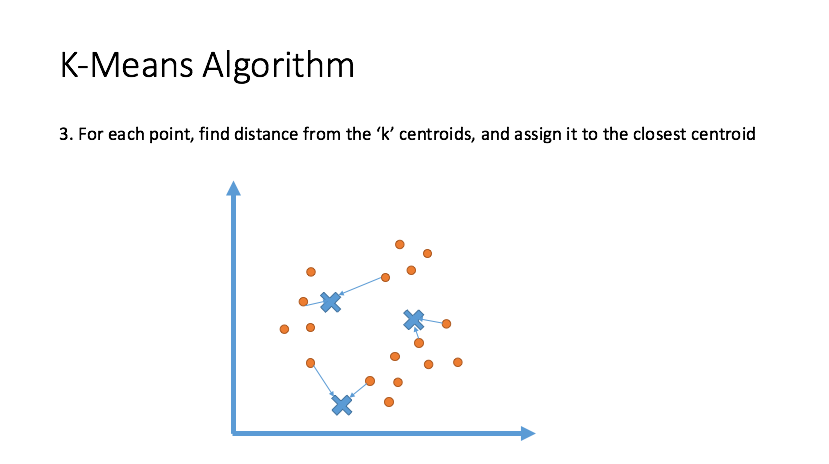 K-Means Algorithm
3. For each point, find distance from the ‘k’ centroids, and assign it to the closest centroid